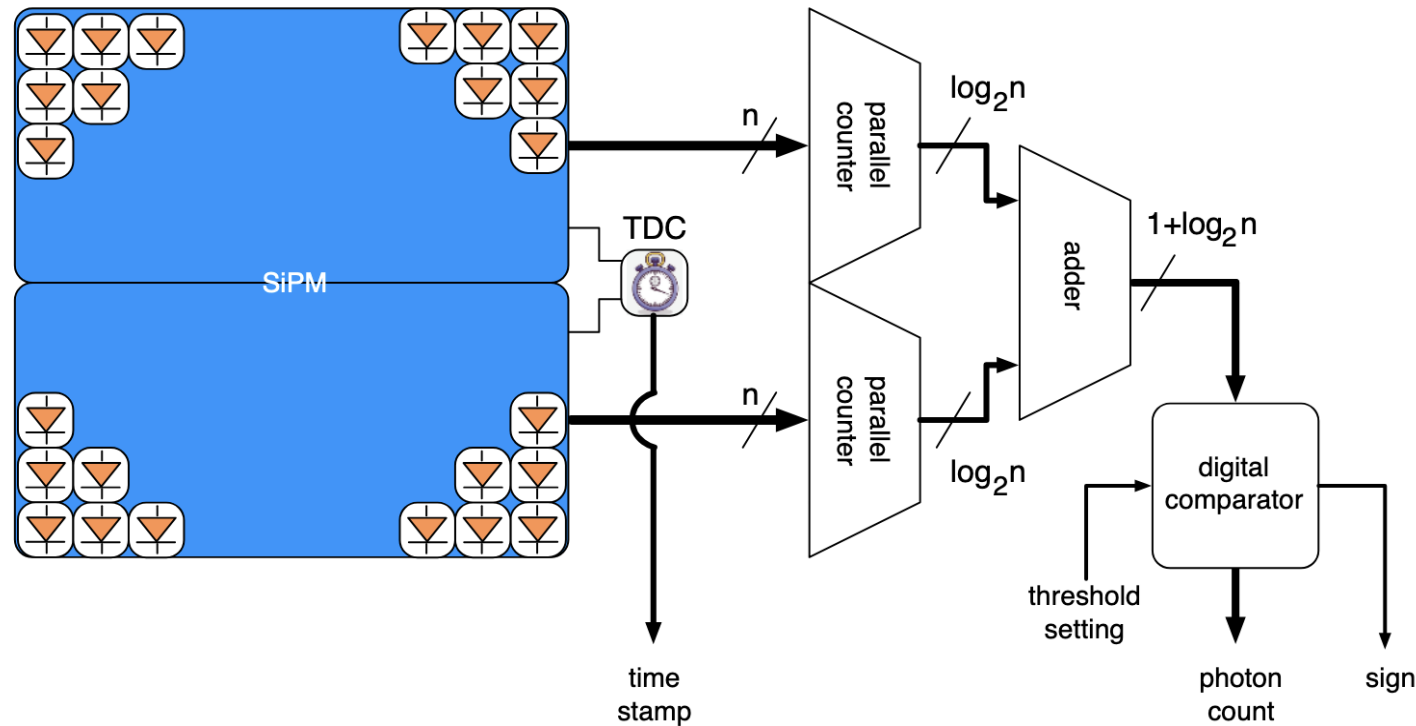 n
parallel
counter
log₂n
TDC
SiPM
adder
1+log₂n
n
parallel
counter
log₂n
digital
comparator
threshold
setting
time
stamp
photon
count
sign